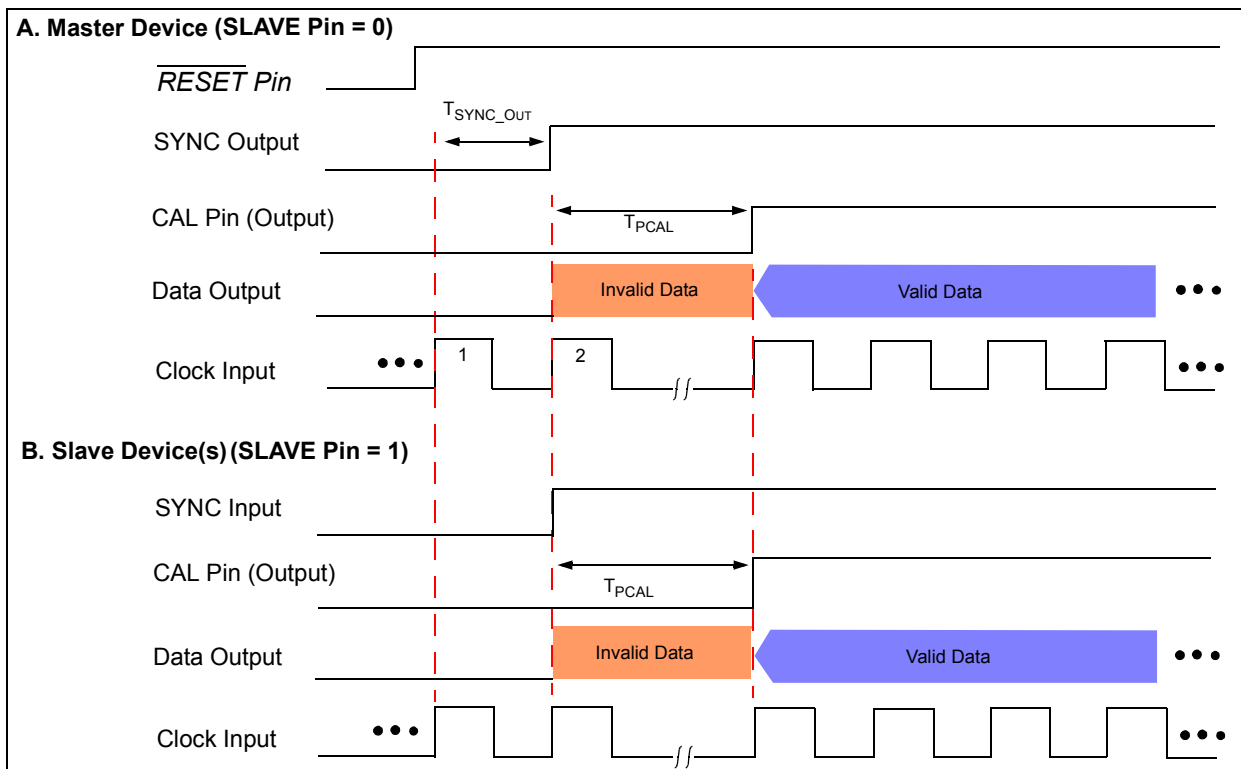 A. Master Device (SLAVE Pin = 0)
RESET Pin
TSYNC_OUT
SYNC Output
CAL Pin (Output)
TPCAL
Data Output
Invalid Data
Valid Data
•••
Clock Input
•••
1
2
•••
B. Slave Device(s) (SLAVE Pin = 1)
SYNC Input
CAL Pin (Output)
TPCAL
Data Output
Invalid Data
Valid Data
•••
Clock Input
•••
•••